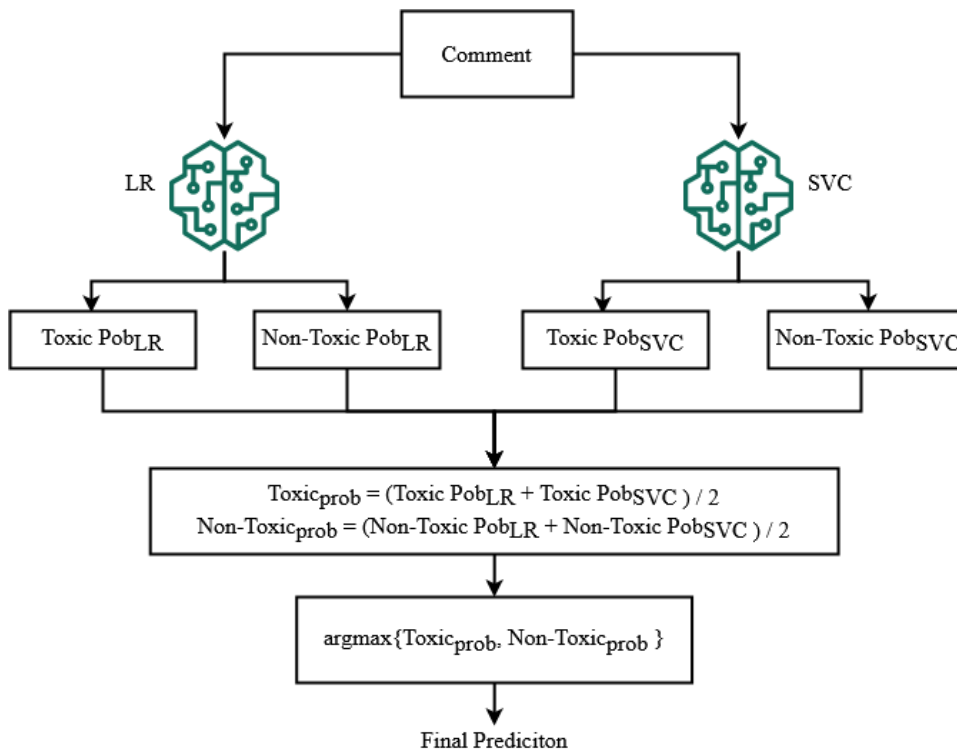 Comment
LR
SVC
Toxic PobLR
Non-Toxic PobLR
Toxic PobSVC
Non-Toxic PobSVC
Toxicprob = (Toxic PobLR + Toxic PobSVC ) / 2
Non-Toxicprob = (Non-Toxic PobLR + Non-Toxic PobSVC ) / 2
argmax{Toxicprob, Non-Toxicprob }
Final Prediciton